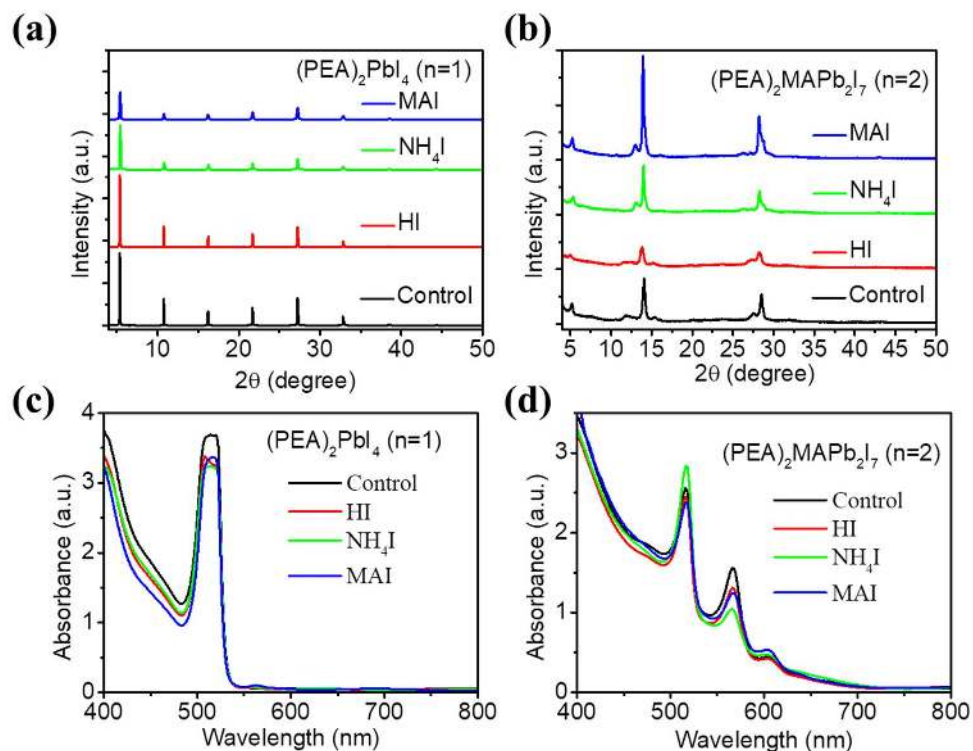 (a)
(PEA)₂PbI₄ (n=1)
MAI
NH₄I
HI
Control
Intensity (a.u.)
10 20 30 40 50
2θ (degree)
(b)
(PEA)₂MAPb₂I₇ (n=2)
MAI
NH₄I
HI
Control
Intensity (a.u.)
5 10 15 20 25 30 35 40 45 50
2θ (degree)
(c)
(PEA)₂PbI₄ (n=1)
Control
HI
NH₄I
MAI
Absorbance (a.u.)
4
3
2
1
0
400 500 600 700 800
Wavelength (nm)
(d)
(PEA)₂MAPb₂I₇ (n=2)
Control
HI
NH₄I
MAI
Absorbance (a.u.)
3
2
1
0
400 500 600 700 800
Wavelength (nm)